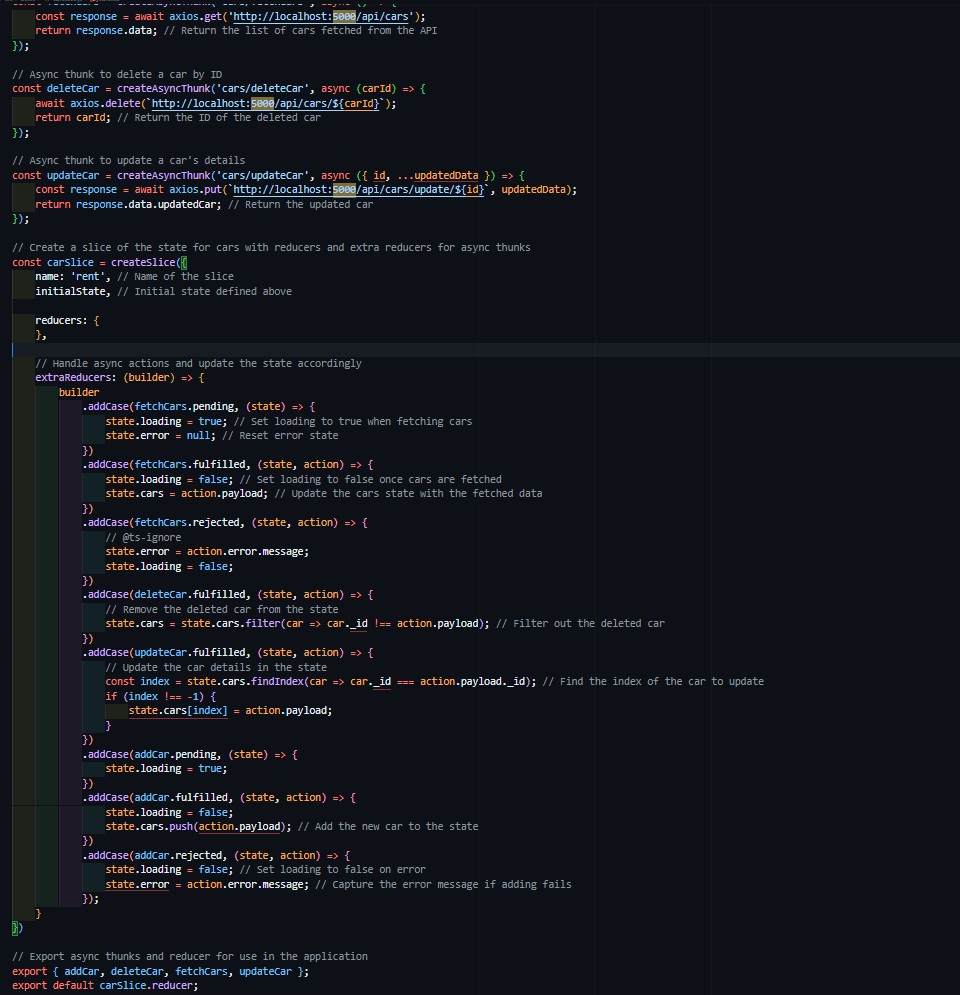 const response = await axios.get('http://localhost:5000/api/cars');
    return response.data; // Return the list of cars fetched from the API
});

// Async thunk to delete a car by ID
const deleteCar = createAsyncThunk('cars/deleteCar', async (carId) => {
    await axios.delete(`http://localhost:5000/api/cars/${carId}`);
    return carId; // Return the ID of the deleted car
});

// Async thunk to update a car's details
const updateCar = createAsyncThunk('cars/updateCar', async ({ id, ...updatedData }) => {
    const response = await axios.put(`http://localhost:5000/api/cars/update/${id}`, updatedData);
    return response.data.updatedCar; // Return the updated car
});

// Create a slice of the state for cars with reducers and extra reducers for async thunks
const carSlice = createSlice({
    name: 'rent', // Name of the slice
    initialState, // Initial state defined above

    reducers: {
    },

    // Handle async actions and update the state accordingly
    extraReducers: (builder) => {
        builder
            .addCase(fetchCars.pending, (state) => {
                state.loading = true; // Set loading to true when fetching cars
                state.error = null; // Reset error state
            })
            .addCase(fetchCars.fulfilled, (state, action) => {
                state.loading = false; // Set loading to false once cars are fetched
                state.cars = action.payload; // Update the cars state with the fetched data
            })
            .addCase(fetchCars.rejected, (state, action) => {
                // @ts-ignore
                state.error = action.error.message;
                state.loading = false;
            })
            .addCase(deleteCar.fulfilled, (state, action) => {
                // Remove the deleted car from the state
                state.cars = state.cars.filter(car => car._id !== action.payload); // Filter out the deleted car
            })
            .addCase(updateCar.fulfilled, (state, action) => {
                // Update the car details in the state
                const index = state.cars.findIndex(car => car._id === action.payload._id); // Find the index of the car to update
                if (index !== -1) {
                    state.cars[index] = action.payload;
                }
            })
            .addCase(addCar.pending, (state) => {
                state.loading = true;
            })
            .addCase(addCar.fulfilled, (state, action) => {
                state.loading = false;
                state.cars.push(action.payload); // Add the new car to the state
            })
            .addCase(addCar.rejected, (state, action) => {
                state.loading = false; // Set loading to false on error
                state.error = action.error.message; // Capture the error message if adding fails
            });
    }
})

// Export async thunks and reducer for use in the application
export { addCar, deleteCar, fetchCars, updateCar };
export default carSlice.reducer;